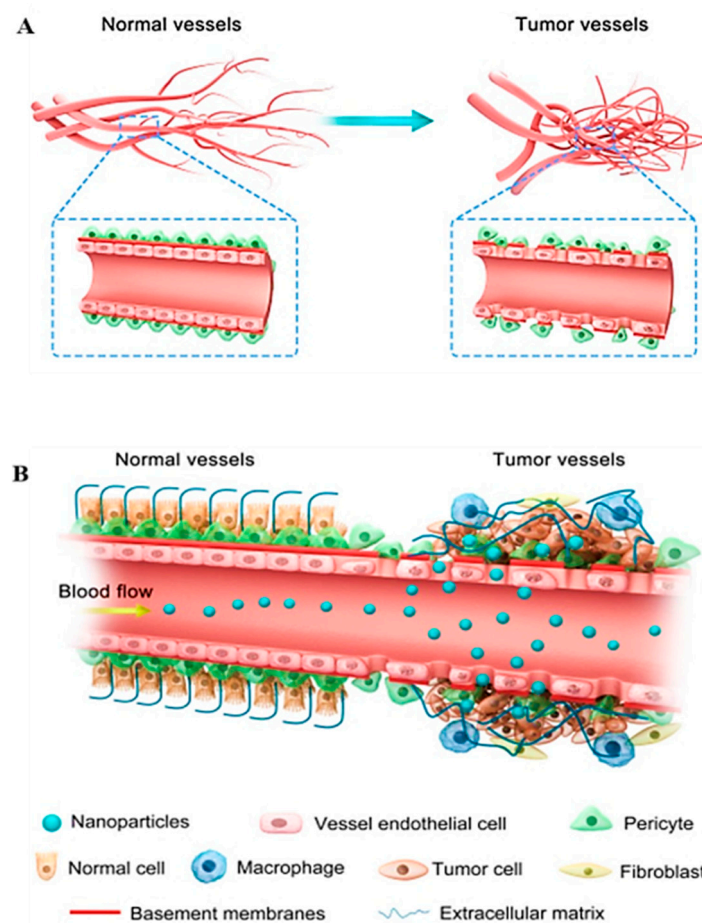 A
Normal vessels
Tumor vessels
B
Normal vessels
Tumor vessels
Blood flow
Nanoparticles
Vessel endothelial cell
Pericyte
Normal cell
Macrophage
Tumor cell
Fibroblast
Basement membranes
Extracellular matrix